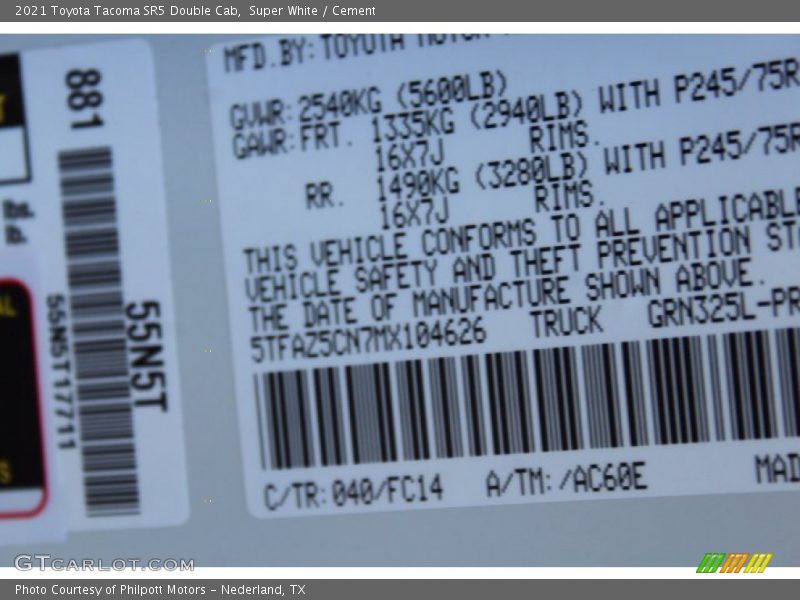 2021 Toyota Tacoma SR5 Double Cab, Super White / Cement
MFD.BY:TOYOTA MOTOR
GVWR:2540KG (5600LB)
GAWR:FRT. 1335KG (2940LB) WITH P245/75R
16X7J RIMS.
RR. 1490KG (3280LB) WITH P245/75R
16X7J RIMS.
THIS VEHICLE CONFORMS TO ALL APPLICABLE
VEHICLE SAFETY AND THEFT PREVENTION STA
THE DATE OF MANUFACTURE SHOWN ABOVE.
5TFAZ5CN7MX104626 TRUCK GRN325L-PR
C/TR:040/FC14 A/TM:/AC60E MAD
881
55N5T
55N5T17711
GTCARLOT.COM
Photo Courtesy of Philpott Motors - Nederland, TX